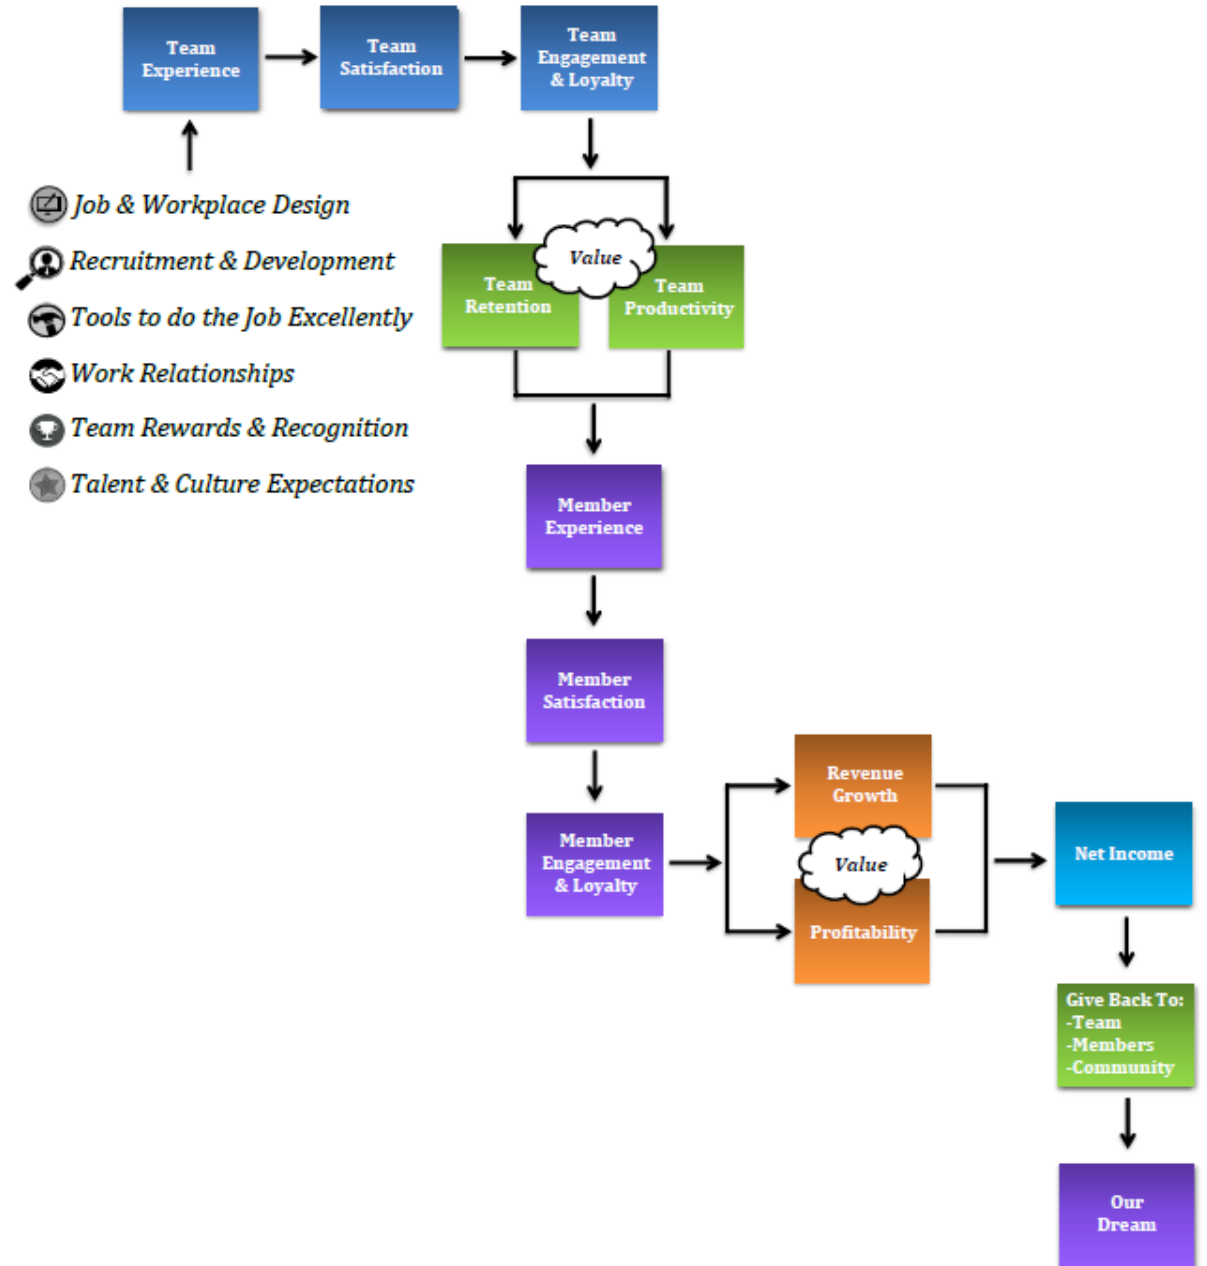 Team
Experience
Team
Satisfaction
Team
Engagement
& Loyalty
Job & Workplace Design
Recruitment & Development
Tools to do the Job Excellently
Work Relationships
Team Rewards & Recognition
Talent & Culture Expectations
Value
Team
Retention
Team
Productivity
Member
Experience
Member
Satisfaction
Member
Engagement
& Loyalty
Revenue
Growth
Value
Profitability
Net Income
Give Back To:
-Team
-Members
-Community
Our
Dream